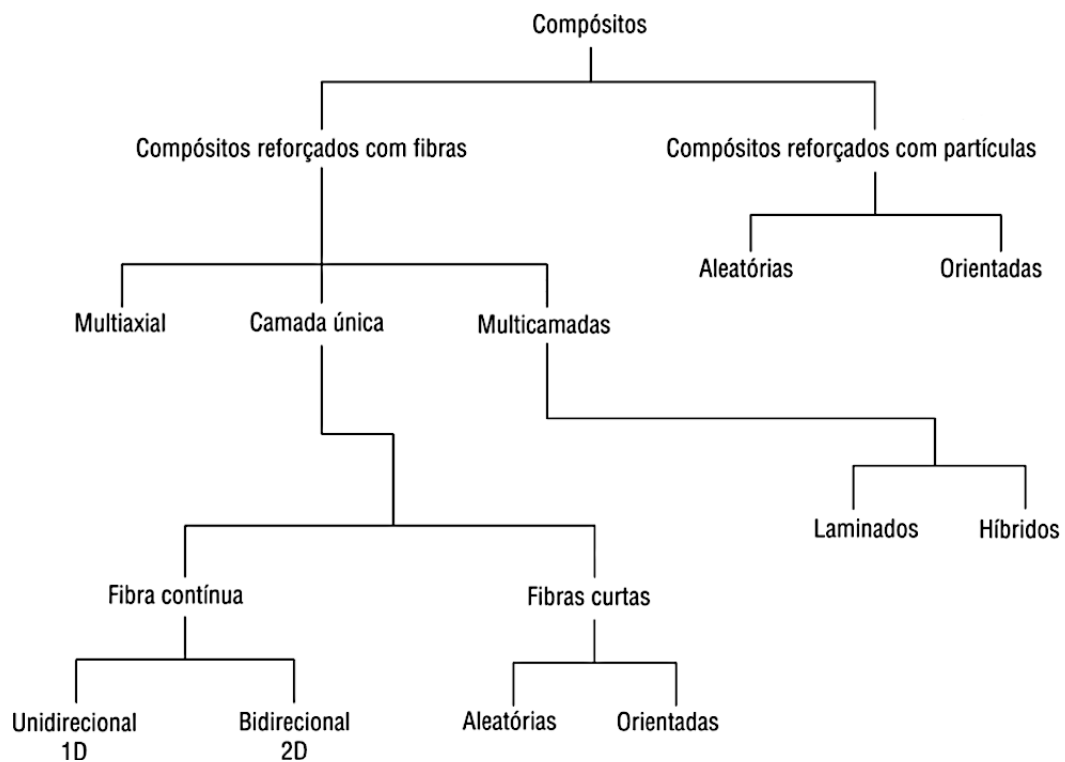 Compósitos
Compósitos reforçados com fibras
Compósitos reforçados com partículas
Aleatórias
Orientadas
Multiaxial
Camada única
Multicamadas
Laminados
Híbridos
Fibra contínua
Fibras curtas
Unidirecional
1D
Bidirecional
2D
Aleatórias
Orientadas